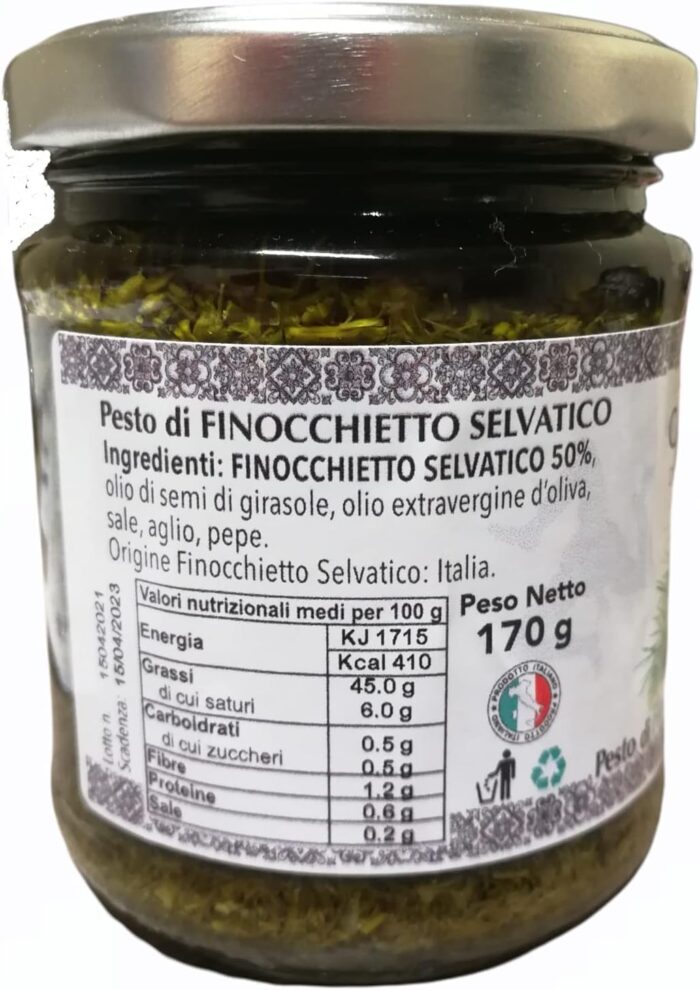 Pesto di FINOCCHIETTO SELVATICO
Ingredienti: FINOCCHIETTO SELVATICO 50%,
olio di semi di girasole, olio extravergine d'oliva,
sale, aglio, pepe.
Origine Finocchietto Selvatico: Italia.
Lotto n. 15042021
Scadenza: 15/04/2023
Valori nutrizionali medi per 100 g
Energia KJ 1715
Kcal 410
Grassi 45.0 g
di cui saturi 6.0 g
Carboidrati 0.5 g
di cui zuccheri 0.5 g
Fibre 1.2 g
Proteine 0.6 g
Sale 0.2 g
Peso Netto
170 g
PRODOTTO ITALIANO
PRODOTTO ITALIANO
Pesto di